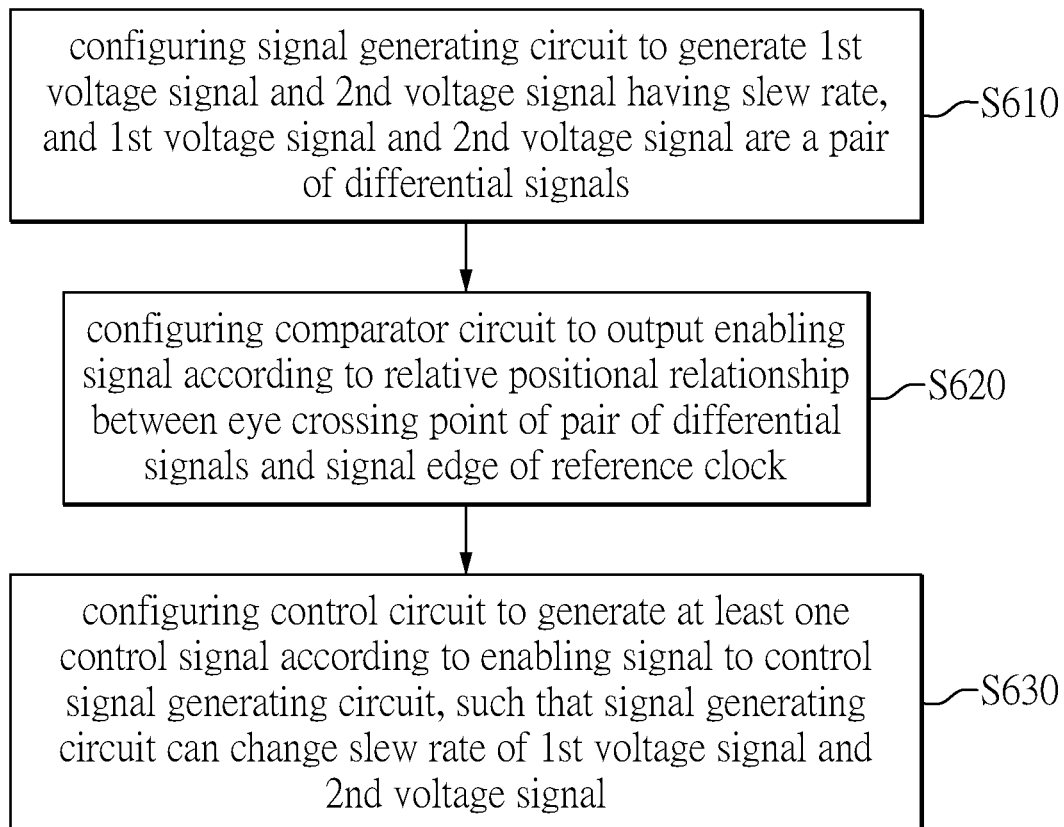 configuring signal generating circuit to generate 1st
voltage signal and 2nd voltage signal having slew rate,
and 1st voltage signal and 2nd voltage signal are a pair
of differential signals
S610
configuring comparator circuit to output enabling
signal according to relative positional relationship
between eye crossing point of pair of differential
signals and signal edge of reference clock
S620
configuring control circuit to generate at least one
control signal according to enabling signal to control
signal generating circuit, such that signal generating
circuit can change slew rate of 1st voltage signal and
2nd voltage signal
S630